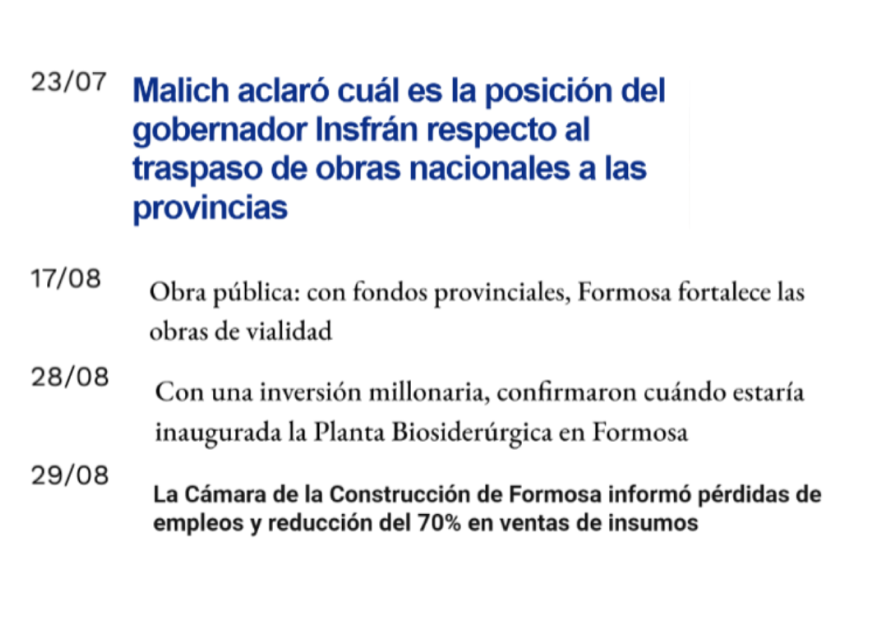 23/07
Malich aclaró cuál es la posición del
gobernador Insfrán respecto al
traspaso de obras nacionales a las
provincias
17/08
Obra pública: con fondos provinciales, Formosa fortalece las
obras de vialidad
28/08
Con una inversión millonaria, confirmaron cuándo estaría
inaugurada la Planta Biosiderúrgica en Formosa
29/08
La Cámara de la Construcción de Formosa informó pérdidas de
empleos y reducción del 70% en ventas de insumos